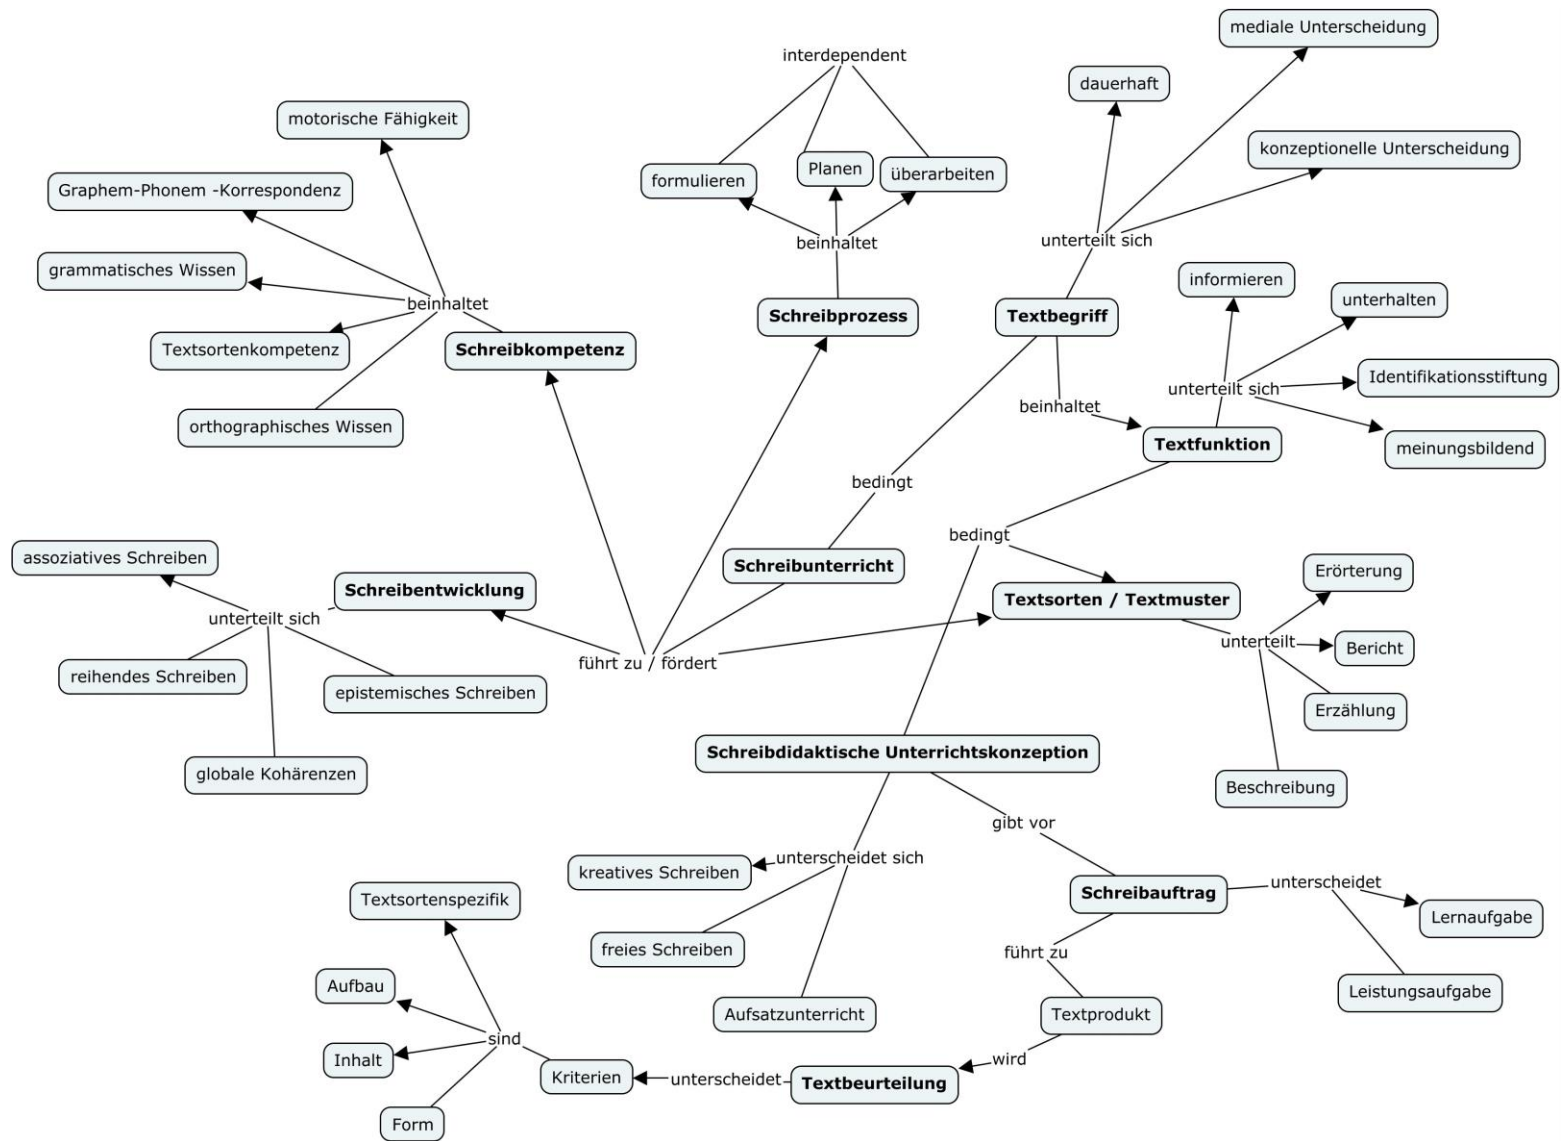 mediale Unterscheidung
interdependent
dauerhaft
motorische Fähigkeit
konzeptionelle Unterscheidung
Planen
überarbeiten
formulieren
Graphem-Phonem -Korrespondenz
unterteilt sich
beinhaltet
grammatisches Wissen
informieren
unterhalten
beinhaltet
Schreibprozess
Textbegriff
Textsortenkompetenz
Schreibkompetenz
Identifikationsstiftung
unterteilt sich
beinhaltet
orthographisches Wissen
Textfunktion
meinungsbildend
bedingt
bedingt
assoziatives Schreiben
Schreibunterricht
Erörterung
Schreibentwicklung
Textsorten / Textmuster
unterteilt sich
unterteilt
Bericht
führt zu / fördert
reihendes Schreiben
epistemisches Schreiben
Erzählung
Schreibdidaktische Unterrichtskonzeption
globale Kohärenzen
Beschreibung
gibt vor
unterscheidet sich
kreatives Schreiben
unterscheidet
Schreibauftrag
Textsortenspezifik
Lernaufgabe
freies Schreiben
führt zu
Aufbau
Leistungsaufgabe
Aufsatzunterricht
Textprodukt
sind
Inhalt
wird
Kriterien
unterscheidet
Textbeurteilung
Form